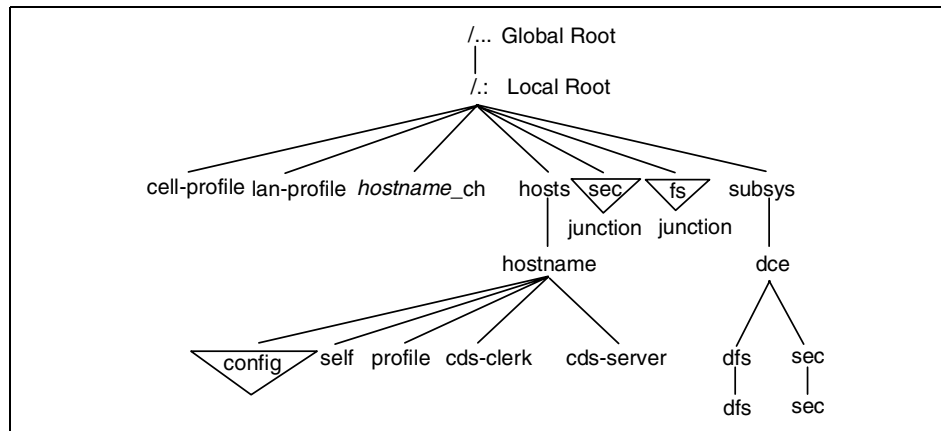 /... Global Root
/.: Local Root
cell-profile lan-profile hostname_ch hosts sec fs subsys
junction junction
hostname dce
config self profile cds-clerk cds-server dfs sec
dfs sec